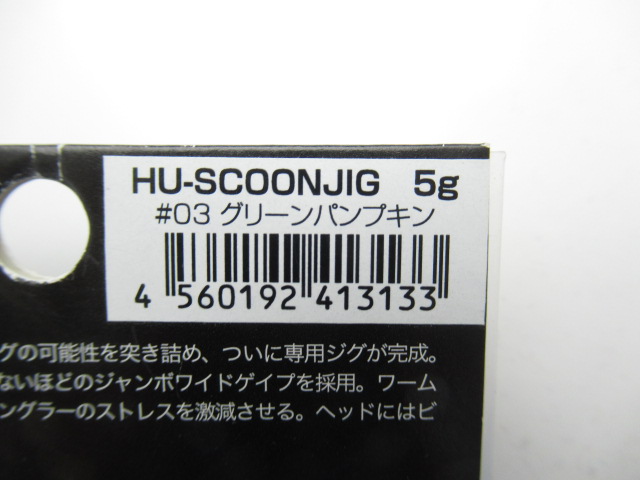 HU-SCOONJIG 5g
#03 グリーンパンプキン
4 560192 413133
グの可能性を突き詰め、ついに専用ジグが完成。
ないほどのジャンボワイドゲイプを採用。ワーム
ングラーのストレスを激減させる。ヘッドにはビ